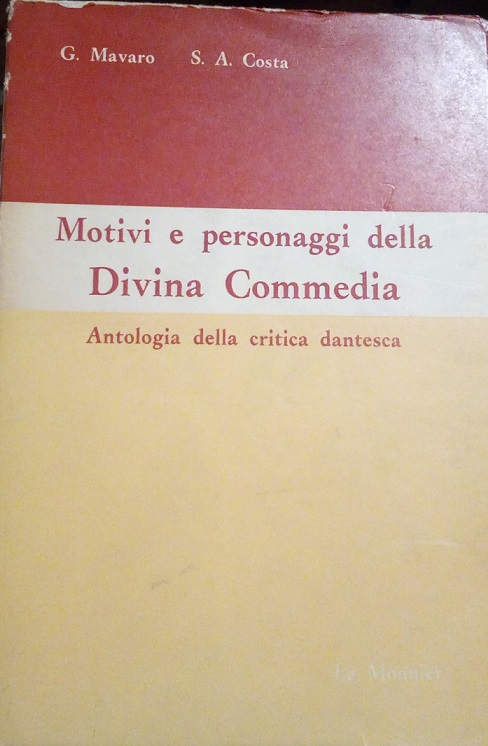 G. Mavaro S. A. Costa
Motivi e personaggi della
Divina Commedia
Antologia della critica dantesca
Le Monnier